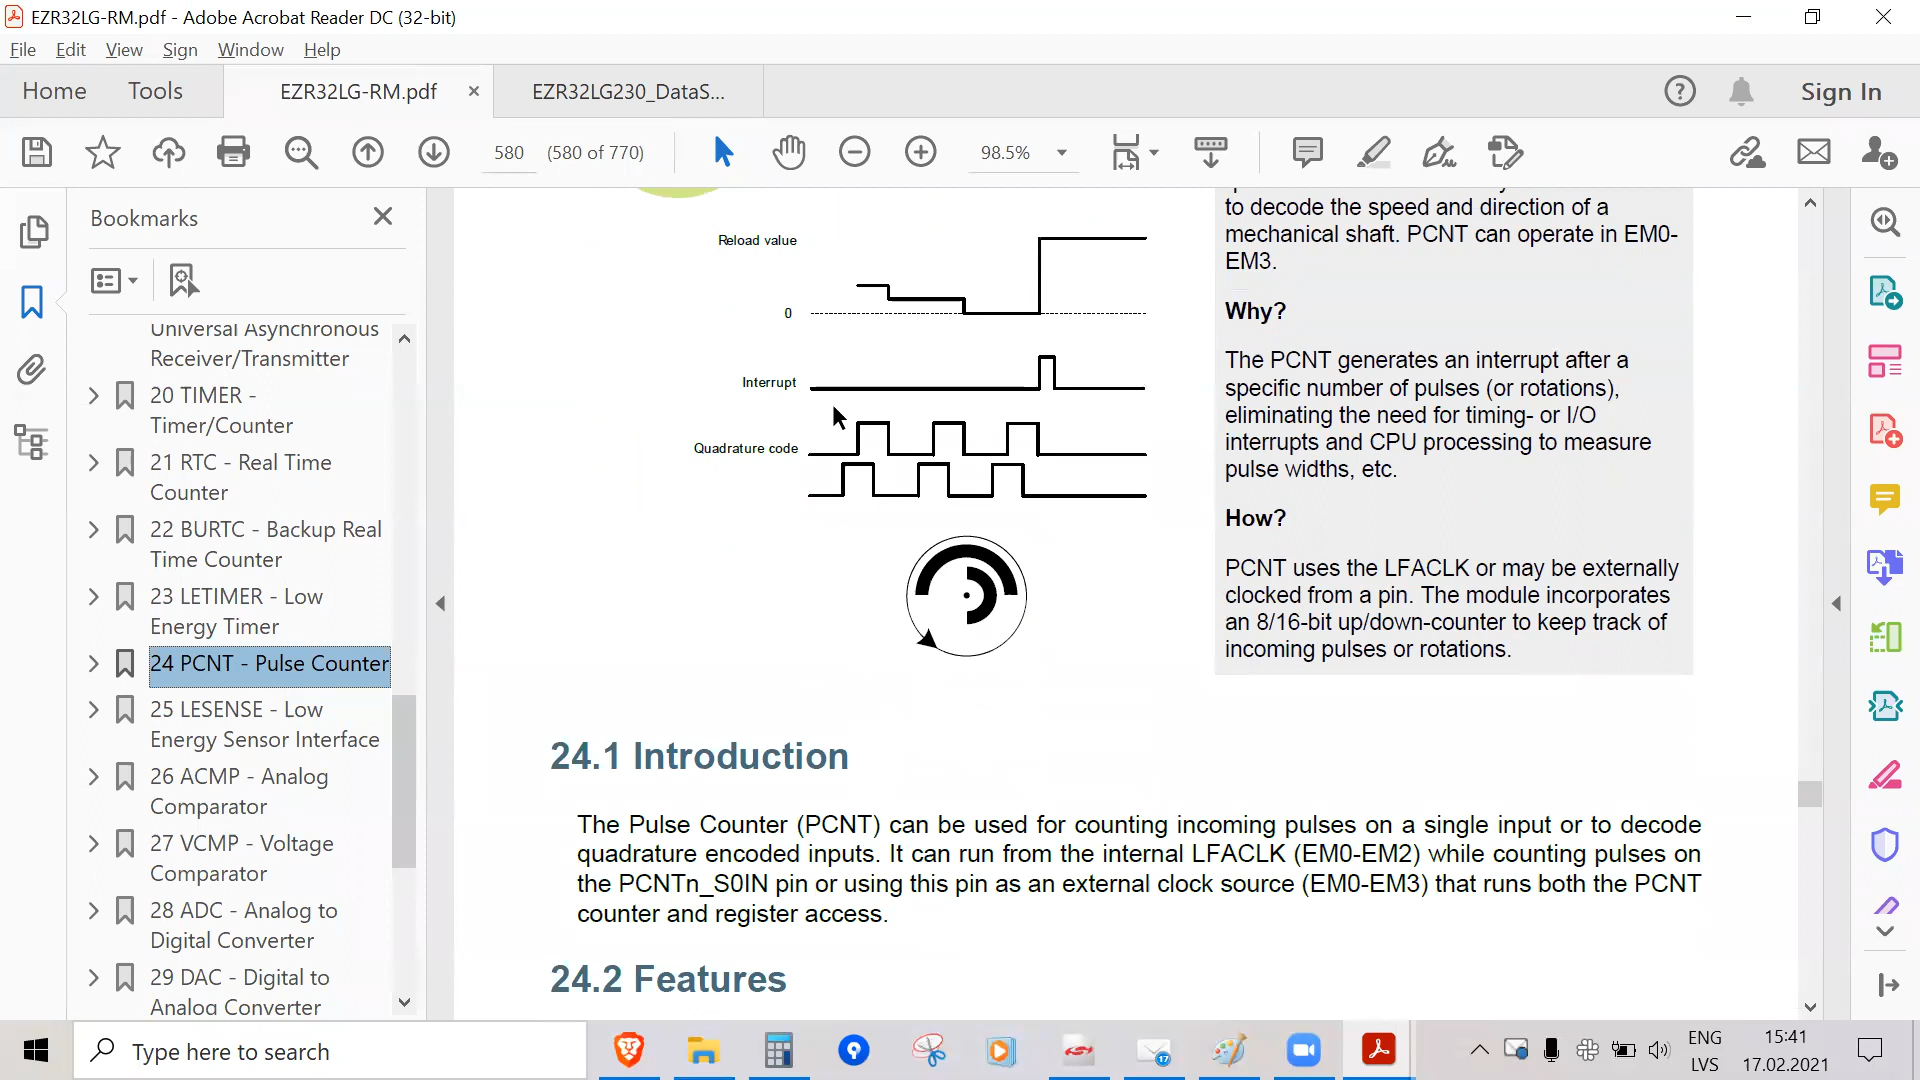 EZR32LG-RM.pdf - Adobe Acrobat Reader DC (32-bit)
File Edit View Sign Window Help
Home Tools EZR32LG-RM.pdf × EZR32LG230_DataS... Sign In
580 (580 of 770) 98.5%
Bookmarks
Universal Asynchronous
Receiver/Transmitter
20 TIMER -
Timer/Counter
21 RTC - Real Time
Counter
22 BURTC - Backup Real
Time Counter
23 LETIMER - Low
Energy Timer
24 PCNT - Pulse Counter
25 LESENSE - Low
Energy Sensor Interface
26 ACMP - Analog
Comparator
27 VCMP - Voltage
Comparator
28 ADC - Analog to
Digital Converter
29 DAC - Digital to
Analog Converter
Reload value
0
Interrupt
Quadrature code
to decode the speed and direction of a
mechanical shaft. PCNT can operate in EM0-
EM3.
Why?
The PCNT generates an interrupt after a
specific number of pulses (or rotations),
eliminating the need for timing- or I/O
interrupts and CPU processing to measure
pulse widths, etc.
How?
PCNT uses the LFACLK or may be externally
clocked from a pin. The module incorporates
an 8/16-bit up/down-counter to keep track of
incoming pulses or rotations.
24.1 Introduction
The Pulse Counter (PCNT) can be used for counting incoming pulses on a single input or to decode
quadrature encoded inputs. It can run from the internal LFACLK (EM0-EM2) while counting pulses on
the PCNTn_S0IN pin or using this pin as an external clock source (EM0-EM3) that runs both the PCNT
counter and register access.
24.2 Features
Type here to search
17
ENG
LVS
15:41
17.02.2021